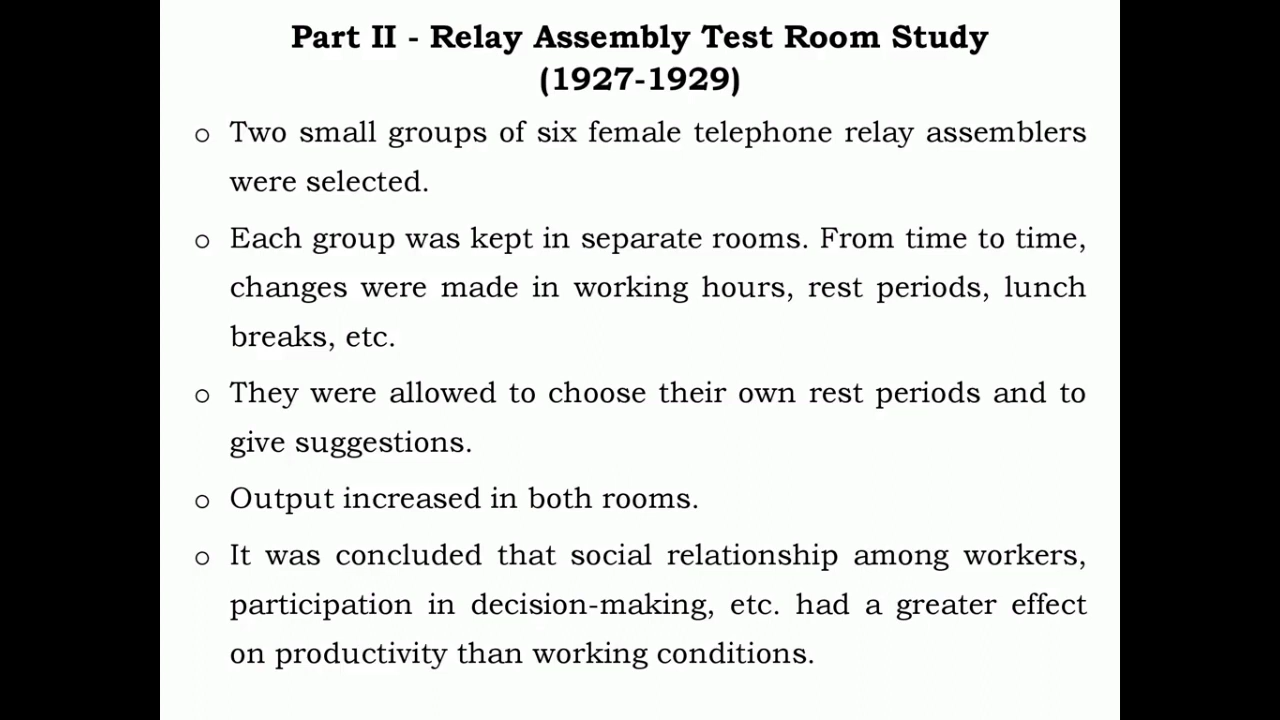 Part II - Relay Assembly Test Room Study
(1927-1929)
o Two small groups of six female telephone relay assemblers
were selected.
o Each group was kept in separate rooms. From time to time,
changes were made in working hours, rest periods, lunch
breaks, etc.
o They were allowed to choose their own rest periods and to
give suggestions.
o Output increased in both rooms.
o It was concluded that social relationship among workers,
participation in decision-making, etc. had a greater effect
on productivity than working conditions.